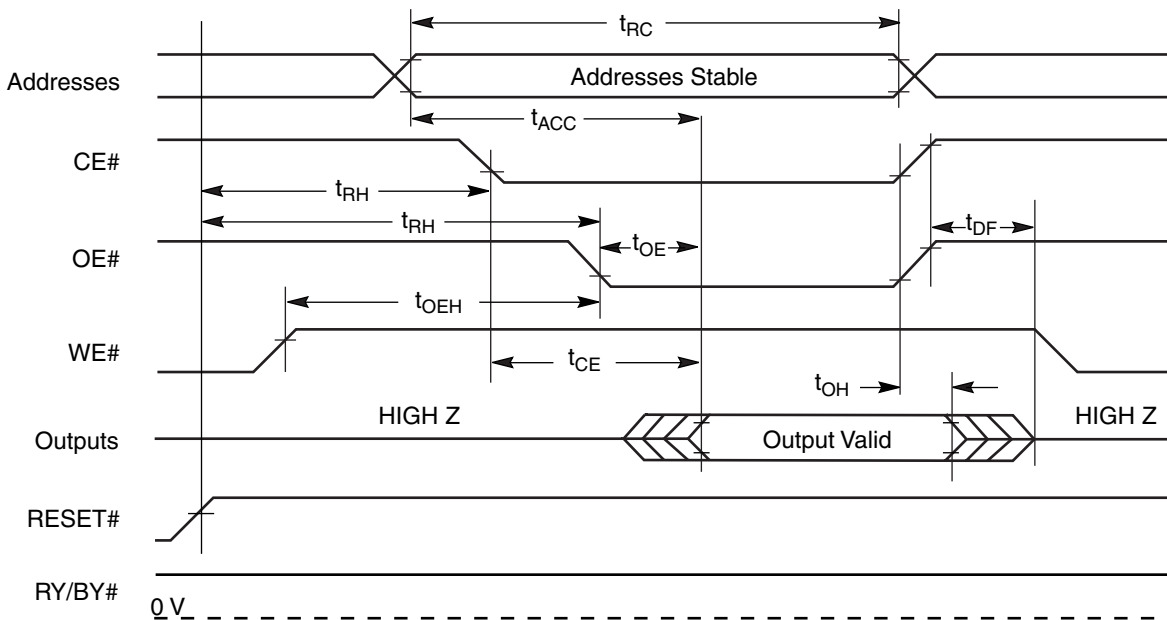 tRC
Addresses
Addresses Stable
tACC
CE#
tRH
tRH
tDF
OE#
tOE
tOEH
WE#
tCE
tOH
HIGH Z
HIGH Z
Outputs
Output Valid
RESET#
RY/BY#
0 V